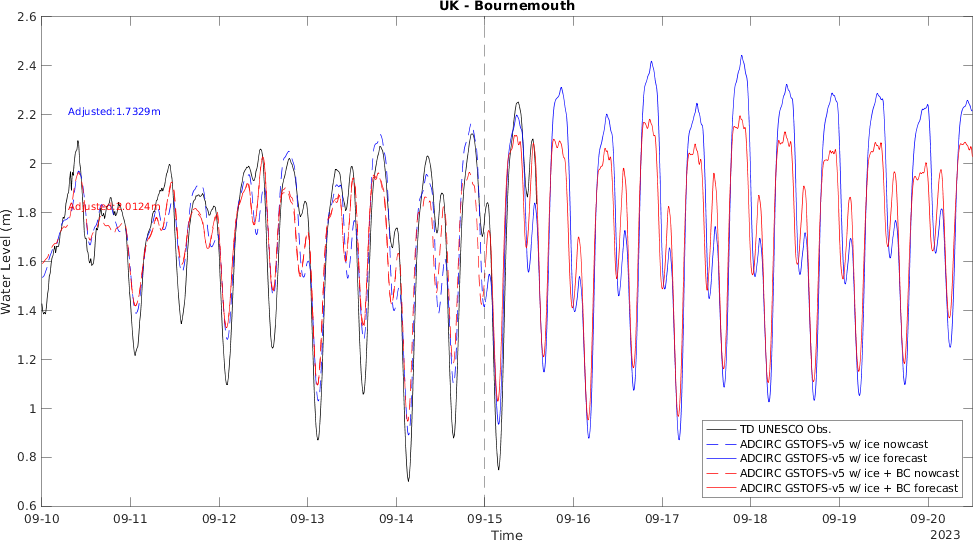 UK - Bournemouth
2.6
2.4
2.2
2
1.8
1.6
1.4
1.2
1
0.8
0.6
Water Level (m)
Adjusted:1.7329m
Adjusted:1.0124m
TD UNESCO Obs.
ADCIRC GSTOFS-v5 w/ ice nowcast
ADCIRC GSTOFS-v5 w/ ice forecast
ADCIRC GSTOFS-v5 w/ ice + BC nowcast
ADCIRC GSTOFS-v5 w/ ice + BC forecast
09-10 09-11 09-12 09-13 09-14 09-15 09-16 09-17 09-18 09-19 09-20
Time
2023